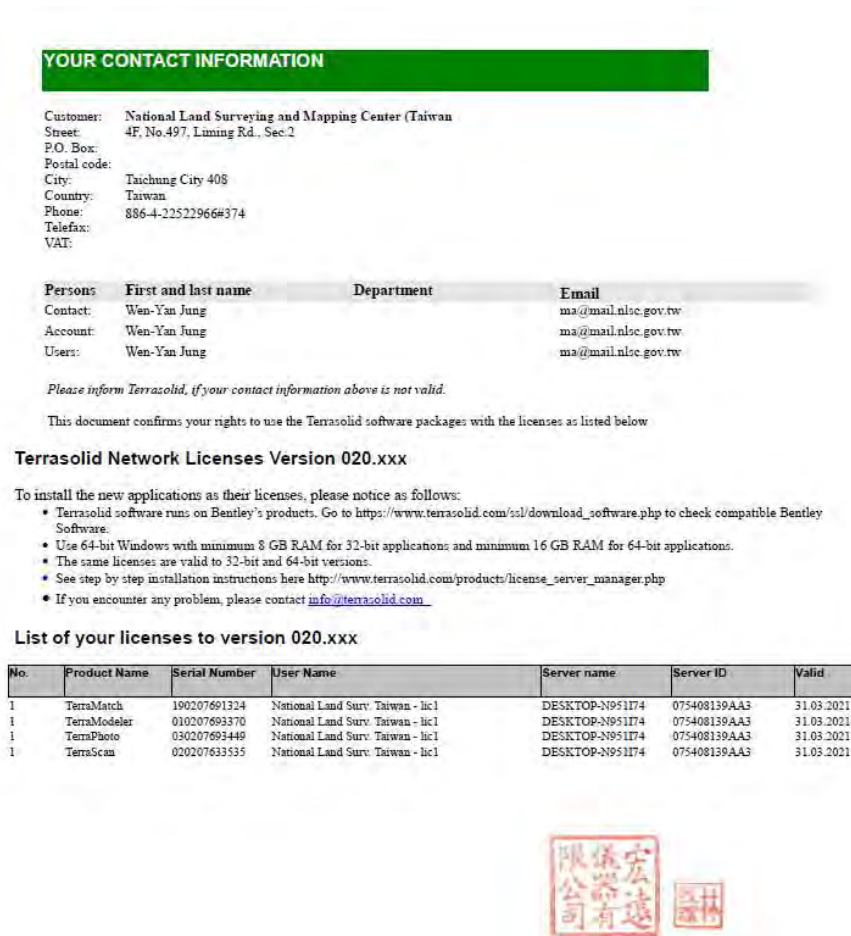 YOUR CONTACT INFORMATION
Customer: National Land Surveying and Mapping Center (Taiwan
Street: 4F, No.497, Liming Rd., Sec.2
P.O. Box:
Postal code:
City: Taichung City 408
Country: Taiwan
Phone: 886-4-22522966#374
Telefax:
VAT:
Persons First and last name Department Email
Contact: Wen-Yan Jung ma@mail.nlsc.gov.tw
Account: Wen-Yan Jung ma@mail.nlsc.gov.tw
Users: Wen-Yan Jung ma@mail.nlsc.gov.tw
Please inform Terrasolid, if your contact information above is not valid.
This document confirms your rights to use the Terrasolid software packages with the licenses as listed below
Terrasolid Network Licenses Version 020.xxx
To install the new applications as their licenses, please notice as follows:
• Terrasolid software runs on Bentley's products. Go to https://www.terrasolid.com/ssl/download_software.php to check compatible Bentley
Software.
• Use 64-bit Windows with minimum 8 GB RAM for 32-bit applications and minimum 16 GB RAM for 64-bit applications.
• The same licenses are valid to 32-bit and 64-bit versions.
• See step by step installation instructions here http://www.terrasolid.com/products/license_server_manager.php
• If you encounter any problem, please contact info@terrasolid.com
List of your licenses to version 020.xxx
No. Product Name Serial Number User Name Server name Server ID Valid
1 TerraMatch 190207691324 National Land Surv. Taiwan - lic1 DESKTOP-N951I74 075408139AA3 31.03.2021
1 TerraModeler 010207693370 National Land Surv. Taiwan - lic1 DESKTOP-N951I74 075408139AA3 31.03.2021
1 TerraPhoto 030207693449 National Land Surv. Taiwan - lic1 DESKTOP-N951I74 075408139AA3 31.03.2021
1 TerraScan 020207633535 National Land Surv. Taiwan - lic1 DESKTOP-N951I74 075408139AA3 31.03.2021
宏遠
儀器有
限公司
林